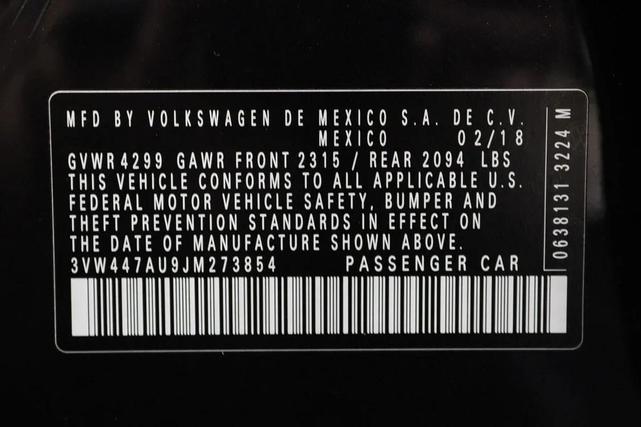 MFD BY VOLKSWAGEN DE MEXICO S.A. DE C.V.
MEXICO 02/18
GVWR 4299 GAWR FRONT 2315 / REAR 2094 LBS
THIS VEHICLE CONFORMS TO ALL APPLICABLE U.S.
FEDERAL MOTOR VEHICLE SAFETY, BUMPER AND
THEFT PREVENTION STANDARDS IN EFFECT ON
THE DATE OF MANUFACTURE SHOWN ABOVE.
3VW447AU9JM273854 PASSENGER CAR
0638131 3224 M